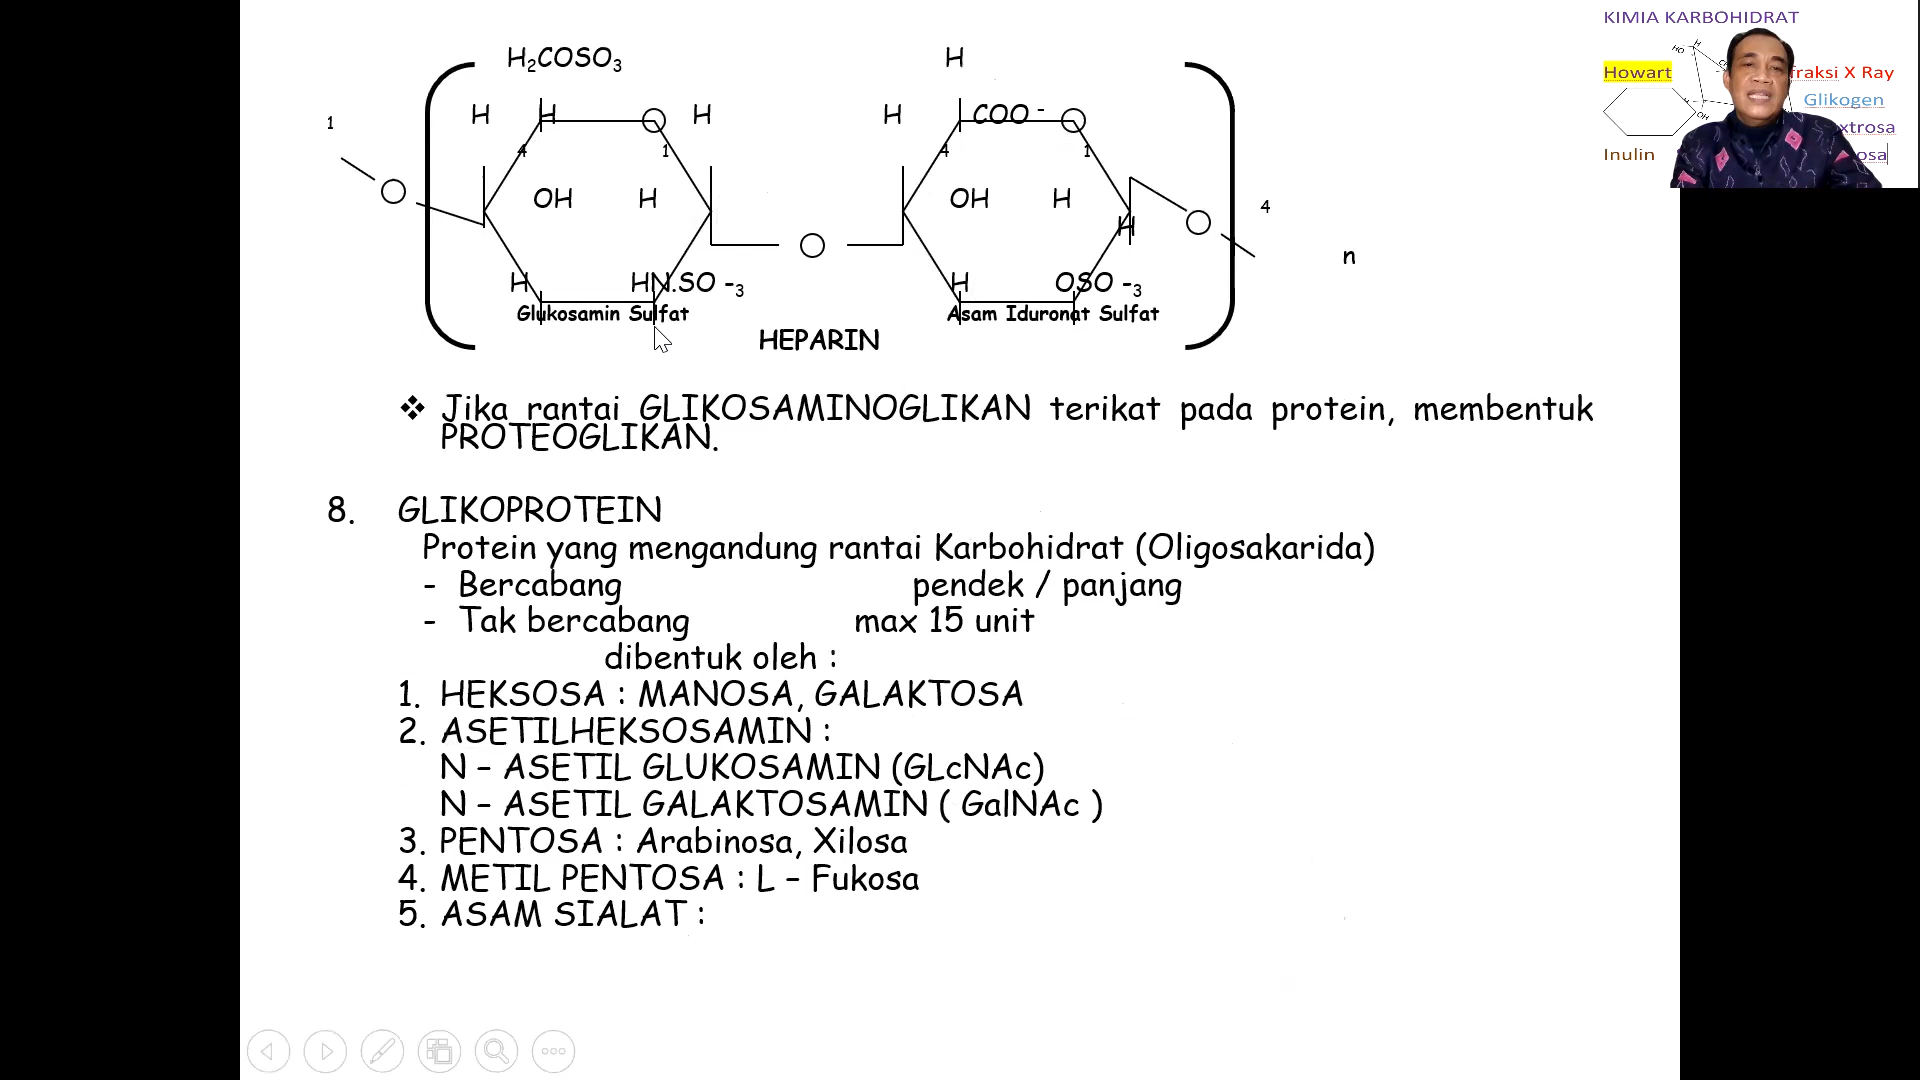 KIMIA KARBOHIDRAT
HO H
Howart fraksi X Ray
Glikogen
OH
xtrosa
Inulin osa
H₂COSO₃ H
H H H H COO ⁻
1
4 1 4 1
OH H OH H
4
H
n
H HN.SO -₃ H OSO -₃
Glukosamin Sulfat Asam Iduronat Sulfat
HEPARIN
❖ Jika rantai GLIKOSAMINOGLIKAN terikat pada protein, membentuk
PROTEOGLIKAN.
8. GLIKOPROTEIN
Protein yang mengandung rantai Karbohidrat (Oligosakarida)
- Bercabang pendek / panjang
- Tak bercabang max 15 unit
dibentuk oleh :
1. HEKSOSA : MANOSA, GALAKTOSA
2. ASETILHEKSOSAMIN :
N – ASETIL GLUKOSAMIN (GLcNAc)
N – ASETIL GALAKTOSAMIN ( GalNAc )
3. PENTOSA : Arabinosa, Xilosa
4. METIL PENTOSA : L – Fukosa
5. ASAM SIALAT :